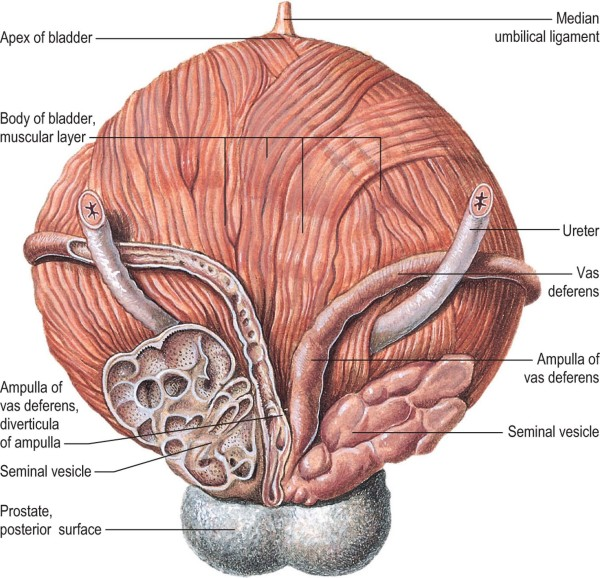 Apex of bladder
Median
umbilical ligament
Body of bladder,
muscular layer
Ureter
Vas
deferens
Ampulla of
vas deferens
Ampulla of
vas deferens,
diverticula
of ampulla
Seminal vesicle
Seminal vesicle
Prostate,
posterior surface